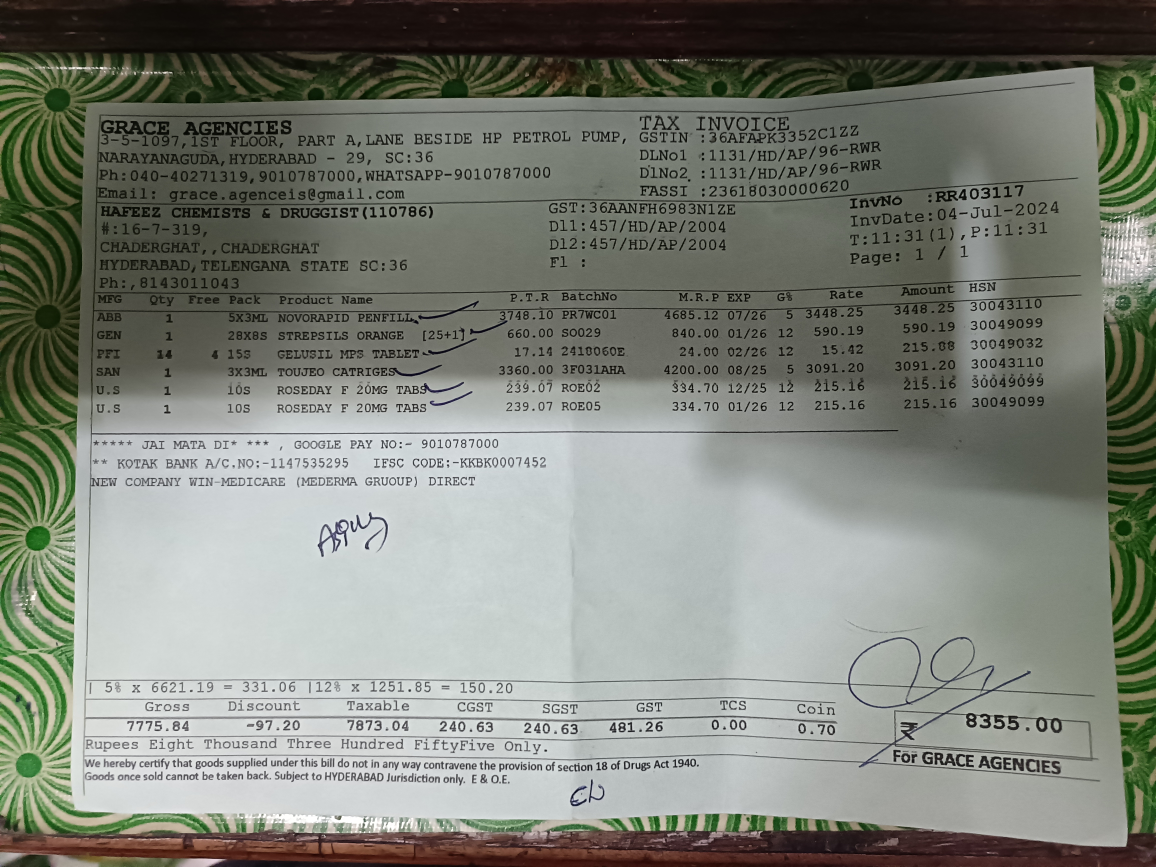 GRACE AGENCIES
3-5-1097,1ST FLOOR, PART A,LANE BESIDE HP PETROL PUMP,
NARAYANAGUDA,HYDERABAD - 29, SC:36
Ph:040-40271319,9010787000,WHATSAPP-9010787000
Email: grace.agenceis@gmail.com
TAX INVOICE
GSTIN :36AFAPK3352C1ZZ
DLNo1 :1131/HD/AP/96-RWR
DlNo2 :1131/HD/AP/96-RWR
FASSI :23618030000620
HAFEEZ CHEMISTS & DRUGGIST(110786)
#:16-7-319,
CHADERGHAT,,CHADERGHAT
HYDERABAD,TELENGANA STATE SC:36
Ph:,8143011043
GST:36AANFH6983N1ZE
Dl1:457/HD/AP/2004
Dl2:457/HD/AP/2004
Fl :
InvNo :RR403117
InvDate:04-Jul-2024
T:11:31(1),P:11:31
Page: 1 / 1
MFG Qty Free Pack Product Name P.T.R BatchNo M.R.P EXP G% Rate Amount HSN
ABB 1 5X3ML NOVORAPID PENFILL 3748.10 PR7WC01 4685.12 07/26 5 3448.25 3448.25 30043110
GEN 1 28X8S STREPSILS ORANGE [25+1] 660.00 SO029 840.00 01/26 12 590.19 590.19 30049099
PFI 14 4 15S GELUSIL MPS TABLET 17.14 2418060E 24.00 02/26 12 15.42 215.88 30049032
SAN 1 3X3ML TOUJEO CATRIGES 3360.00 3F031AHA 4200.00 08/25 5 3091.20 3091.20 30043110
U.S 1 10S ROSEDAY F 20MG TABS 239.07 ROE02 334.70 12/25 12 215.16 215.16 30049099
U.S 1 10S ROSEDAY F 20MG TABS 239.07 ROE05 334.70 01/26 12 215.16 215.16 30049099
***** JAI MATA DI* *** , GOOGLE PAY NO:- 9010787000
** KOTAK BANK A/C.NO:-1147535295 IFSC CODE:-KKBK0007452
NEW COMPANY WIN-MEDICARE (MEDERMA GRUOUP) DIRECT
| 5% x 6621.19 = 331.06 |12% x 1251.85 = 150.20
Gross Discount Taxable CGST SGST GST TCS Coin
7775.84 -97.20 7873.04 240.63 240.63 481.26 0.00 0.70
₹ 8355.00
Rupees Eight Thousand Three Hundred FiftyFive Only.
We hereby certify that goods supplied under this bill do not in any way contravene the provision of section 18 of Drugs Act 1940.
Goods once sold cannot be taken back. Subject to HYDERABAD Jurisdiction only. E & O.E.
For GRACE AGENCIES